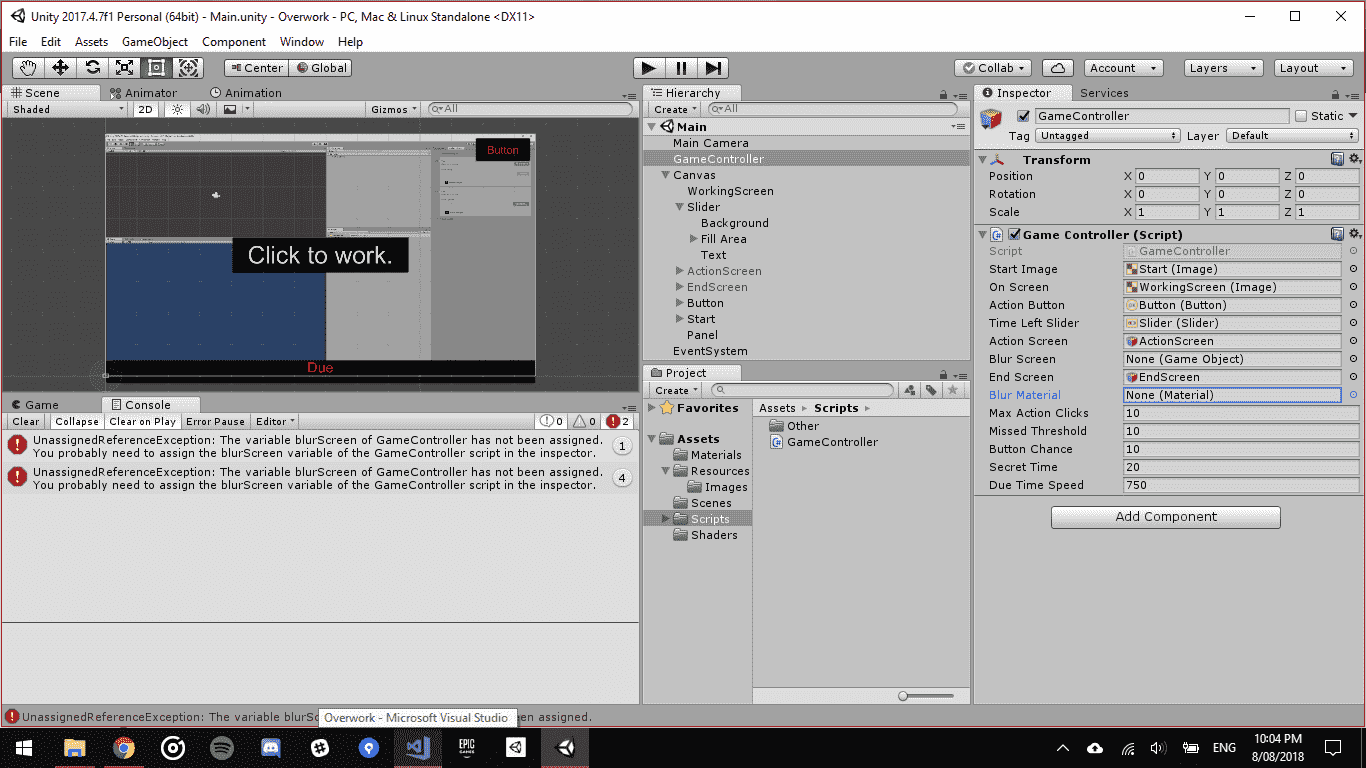 Unity 2017.4.7f1 Personal (64bit) - Main.unity - Overwork - PC, Mac & Linux Standalone <DX11>
File Edit Assets GameObject Component Window Help
Center Global Collab Account Layers Layout
Scene Animator Animation
Shaded 2D Gizmos All
Button
Click to work.
Due
Hierarchy
Create All
Main
Main Camera
GameController
Canvas
WorkingScreen
Slider
Background
Fill Area
Text
ActionScreen
EndScreen
Button
Start
Panel
EventSystem
Inspector Services
GameController Static
Tag Untagged Layer Default
Transform
Position X 0 Y 0 Z 0
Rotation X 0 Y 0 Z 0
Scale X 1 Y 1 Z 1
Game Controller (Script)
Script GameController
Start Image Start (Image)
On Screen WorkingScreen (Image)
Action Button Button (Button)
Time Left Slider Slider (Slider)
Action Screen ActionScreen
Blur Screen None (Game Object)
End Screen EndScreen
Blur Material None (Material)
Max Action Clicks 10
Missed Threshold 10
Button Chance 10
Secret Time 20
Due Time Speed 750
Add Component
Game Console
Clear Collapse Clear on Play Error Pause Editor 0 0 2
UnassignedReferenceException: The variable blurScreen of GameController has not been assigned.
You probably need to assign the blurScreen variable of the GameController script in the inspector.
1
UnassignedReferenceException: The variable blurScreen of GameController has not been assigned.
You probably need to assign the blurScreen variable of the GameController script in the inspector.
4
Project
Create
Favorites
Assets
Materials
Resources
Images
Scenes
Scripts
Shaders
Assets Scripts
Other
GameController
UnassignedReferenceException: The variable blurSc
Overwork - Microsoft Visual Studio
en assigned.
EPIC
GAMES
ENG
10:04 PM
8/08/2018